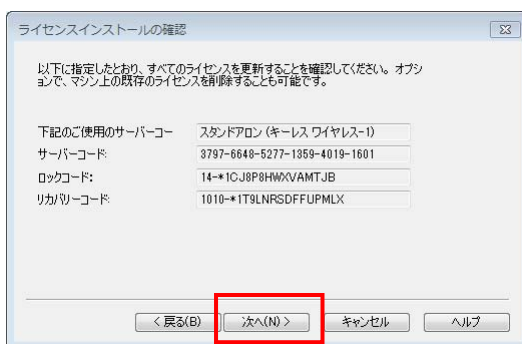 ライセンスインストールの確認
以下に指定したとおり、すべてのライセンスを更新することを確認してください。オプシ
ョンで、マシン上の既存のライセンスを削除することも可能です。
下記のご使用のサーバーコー スタンドアロン (キーレス ワイヤレス-1)
サーバーコード: 3797-6648-5277-1359-4019-1601
ロックコード: 14-*1CJ8P8HWXVAMTJB
リカバリーコード: 1010-*1T9LNRSDFFUPMLX
< 戻る(B) 次へ(N) > キャンセル ヘルプ